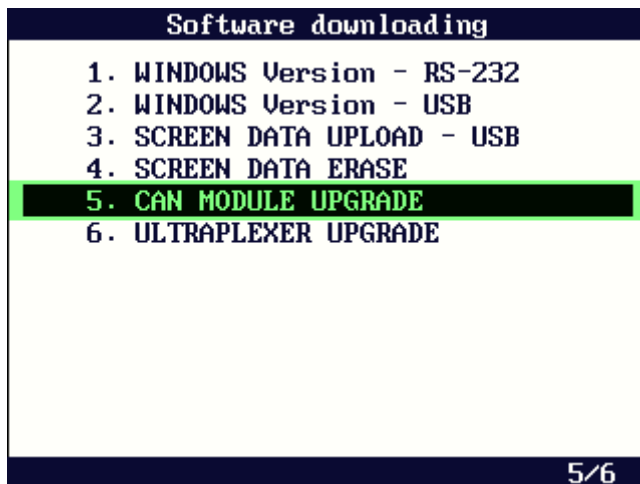 Software downloading
1. WINDOWS Version - RS-232
2. WINDOWS Version - USB
3. SCREEN DATA UPLOAD - USB
4. SCREEN DATA ERASE
5. CAN MODULE UPGRADE
6. ULTRAPLEXER UPGRADE
5/6